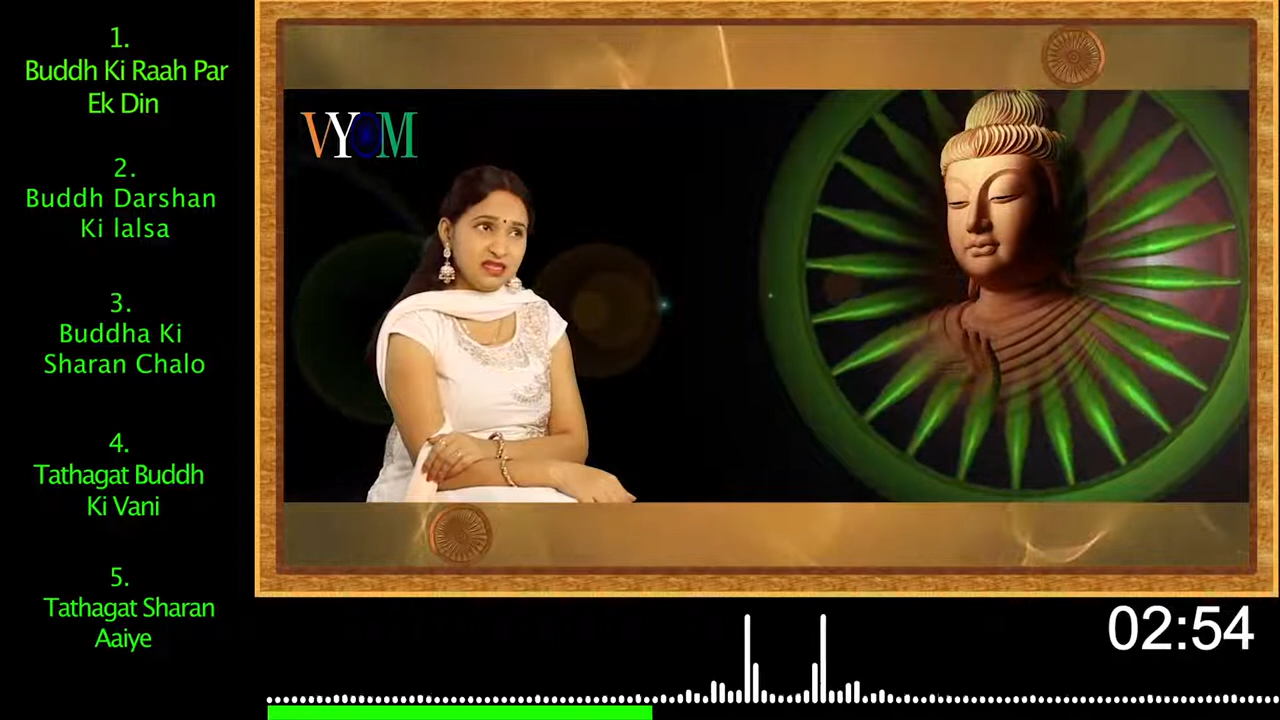 1.
Buddh Ki Raah Par
Ek Din
2.
Buddh Darshan
Ki lalsa
3.
Buddha Ki
Sharan Chalo
4.
Tathagat Buddh
Ki Vani
5.
Tathagat Sharan
Aaiye
VYOM
02:54